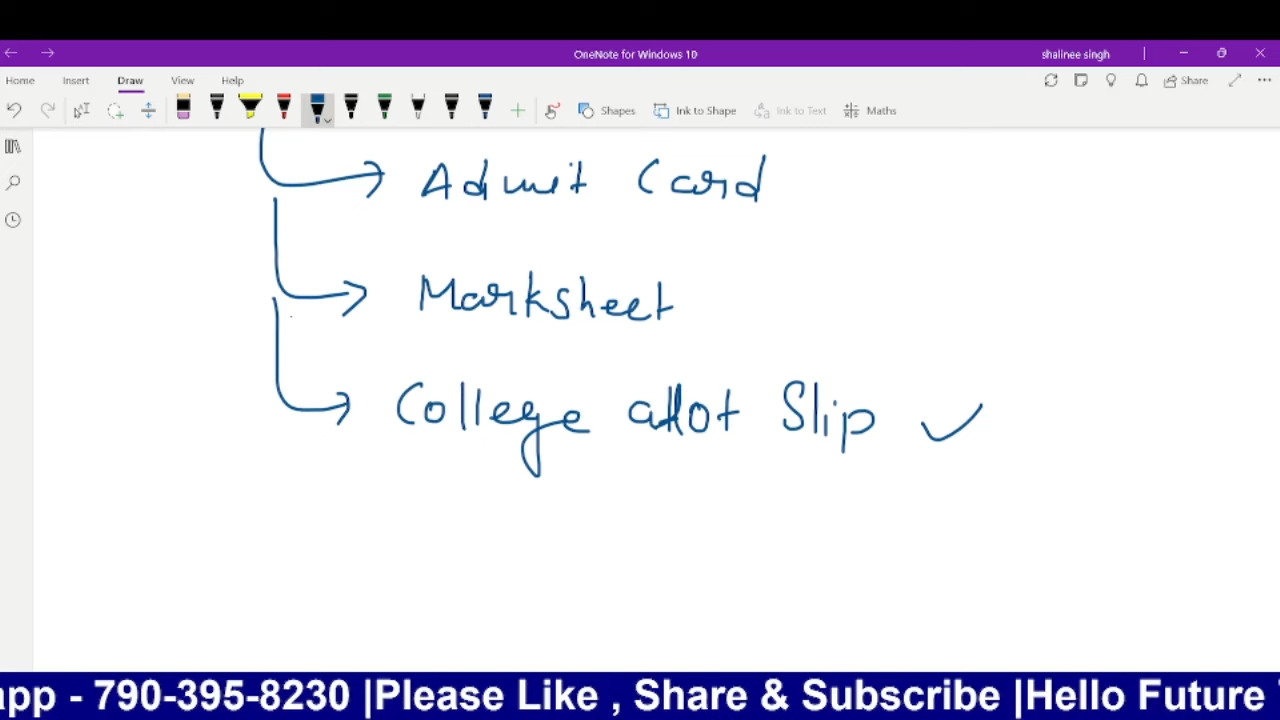 OneNote for Windows 10
shalinee singh
Home Insert Draw View Help
Share
Shapes Ink to Shape Ink to Text Maths
Admit Card
Marksheet
College allot Slip
app - 790-395-8230 |Please Like , Share & Subscribe |Hello Future